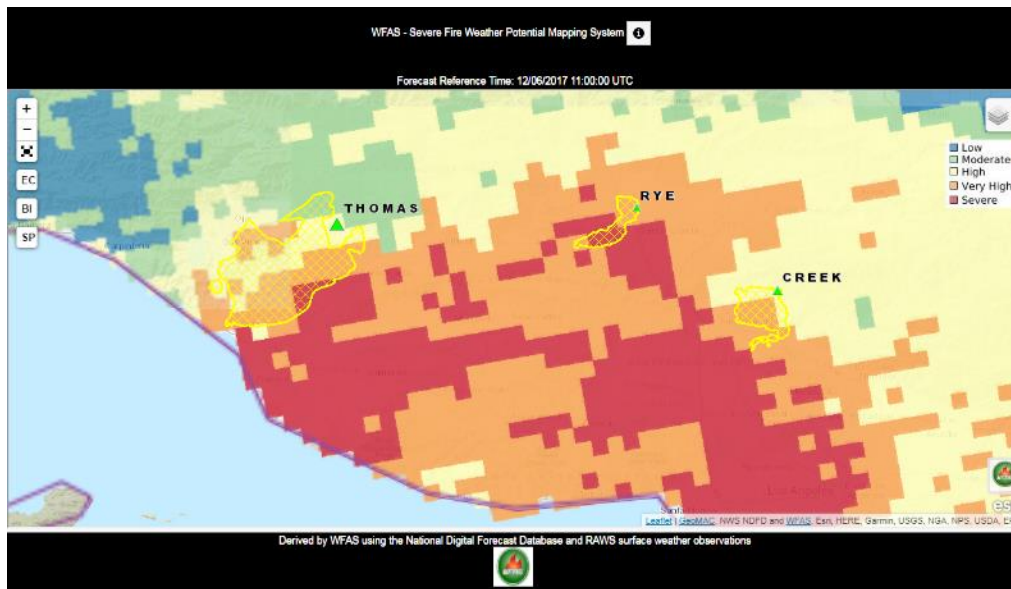 WFAS - Severe Fire Weather Potential Mapping System
Forecast Reference Time: 12/06/2017 11:00:00 UTC
+
−
EC
BI
SP
Low
Moderate
High
Very High
Severe
THOMAS
RYE
CREEK
Los Angeles
esri
Leaflet | GeoMAC, NWS NDFD and WFAS, Esri, HERE, Garmin, USGS, NGA, NPS, USDA,
Derived by WFAS using the National Digital Forecast Database and RAWS surface weather observations